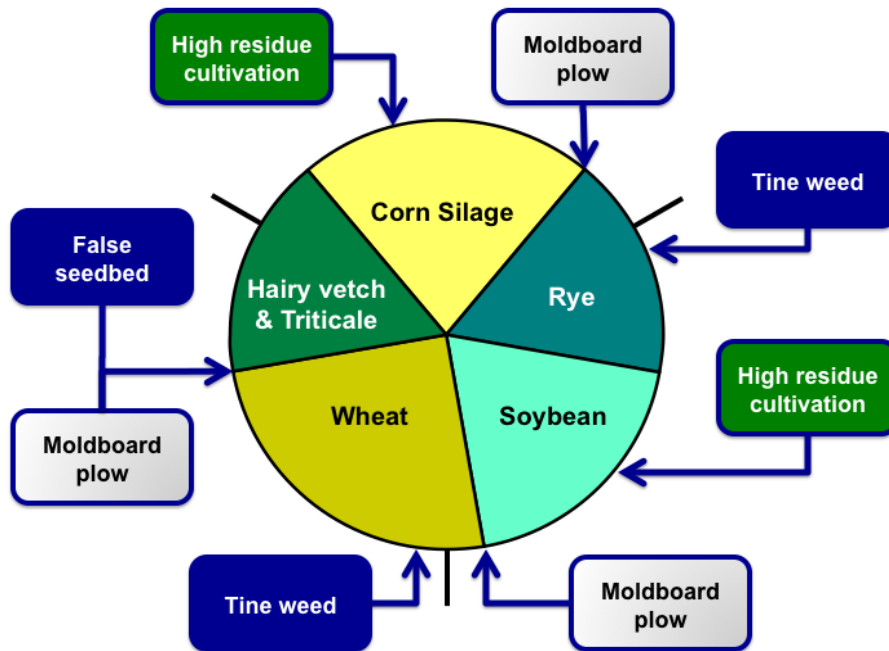 High residue
cultivation
Moldboard
plow
Tine weed
Corn Silage
False
seedbed
Hairy vetch
& Triticale
Rye
High residue
cultivation
Wheat
Soybean
Moldboard
plow
Tine weed
Moldboard
plow